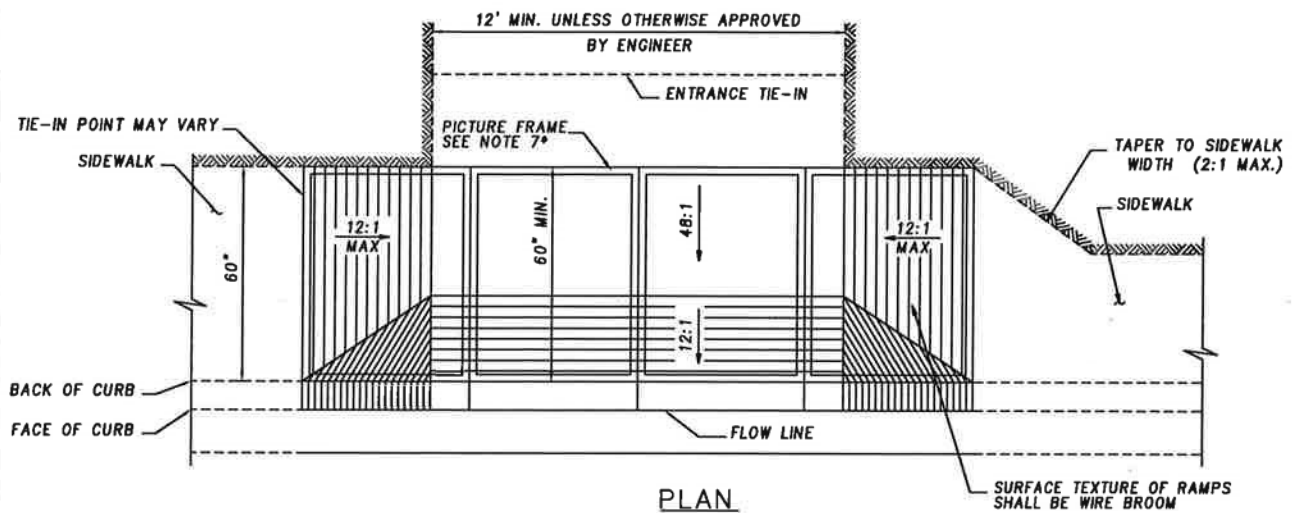 12' MIN. UNLESS OTHERWISE APPROVED
BY ENGINEER
ENTRANCE TIE-IN
TIE-IN POINT MAY VARY
PICTURE FRAME
SEE NOTE 7*
SIDEWALK
TAPER TO SIDEWALK
WIDTH (2:1 MAX.)
SIDEWALK
60"
12:1
MAX
60" MIN.
48:1
12:1
MAX
12:1
BACK OF CURB
FACE OF CURB
FLOW LINE
SURFACE TEXTURE OF RAMPS
SHALL BE WIRE BROOM
PLAN